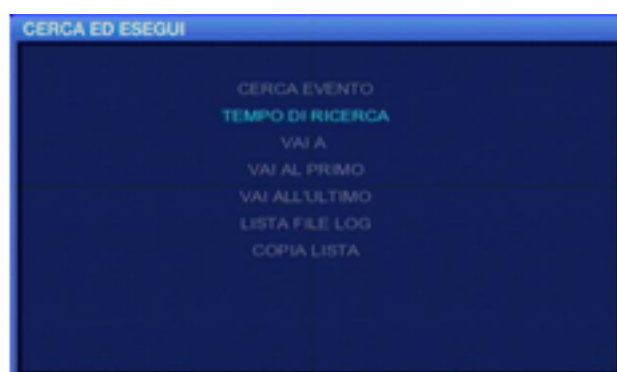 CERCA ED ESEGUI
CERCA EVENTO
TEMPO DI RICERCA
VAI A
VAI AL PRIMO
VAI ALL'ULTIMO
LISTA FILE LOG
COPIA LISTA